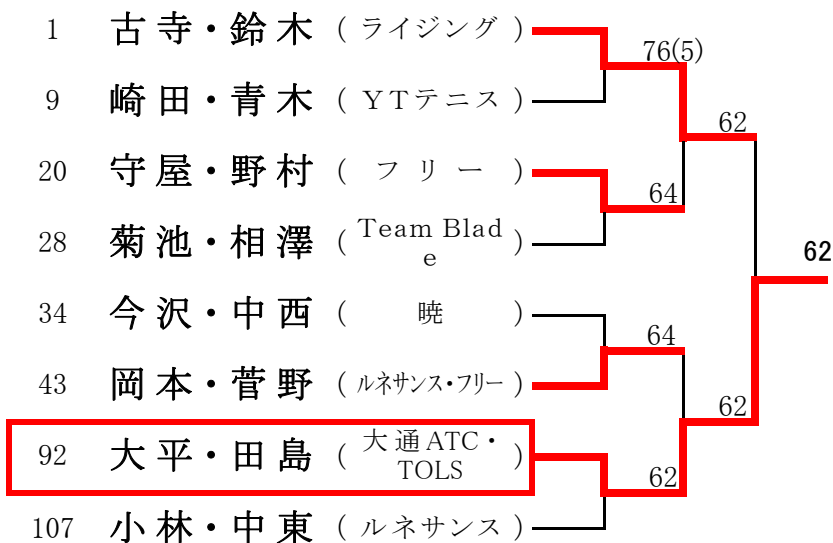 1 古寺・鈴木 (ライジング)
76(5)
9 崎田・青木 (YTテニス)
62
20 守屋・野村 (フリー)
64
28 菊池・相澤 (Team Blad
e)
62
34 今沢・中西 (暁)
64
43 岡本・菅野 (ルネサンス・フリー)
62
92 大平・田島 (大通ATC・
TOLS)
62
107 小林・中東 (ルネサンス)